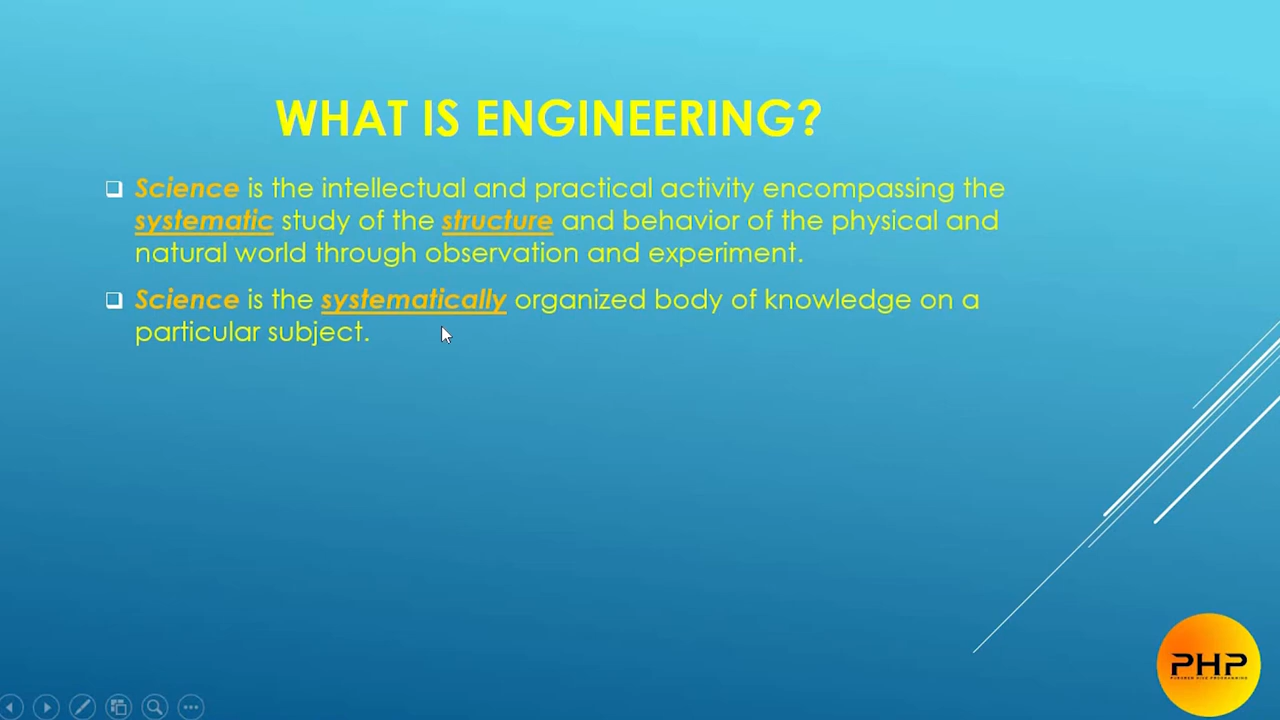 WHAT IS ENGINEERING?
Science is the intellectual and practical activity encompassing the
systematic study of the structure and behavior of the physical and
natural world through observation and experiment.
Science is the systematically organized body of knowledge on a
particular subject.
PHP